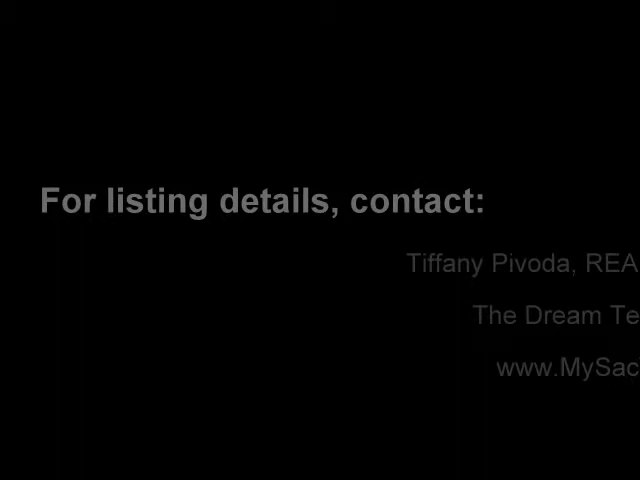 For listing details, contact:
Tiffany Pivoda, REA
The Dream Te
www.MySac